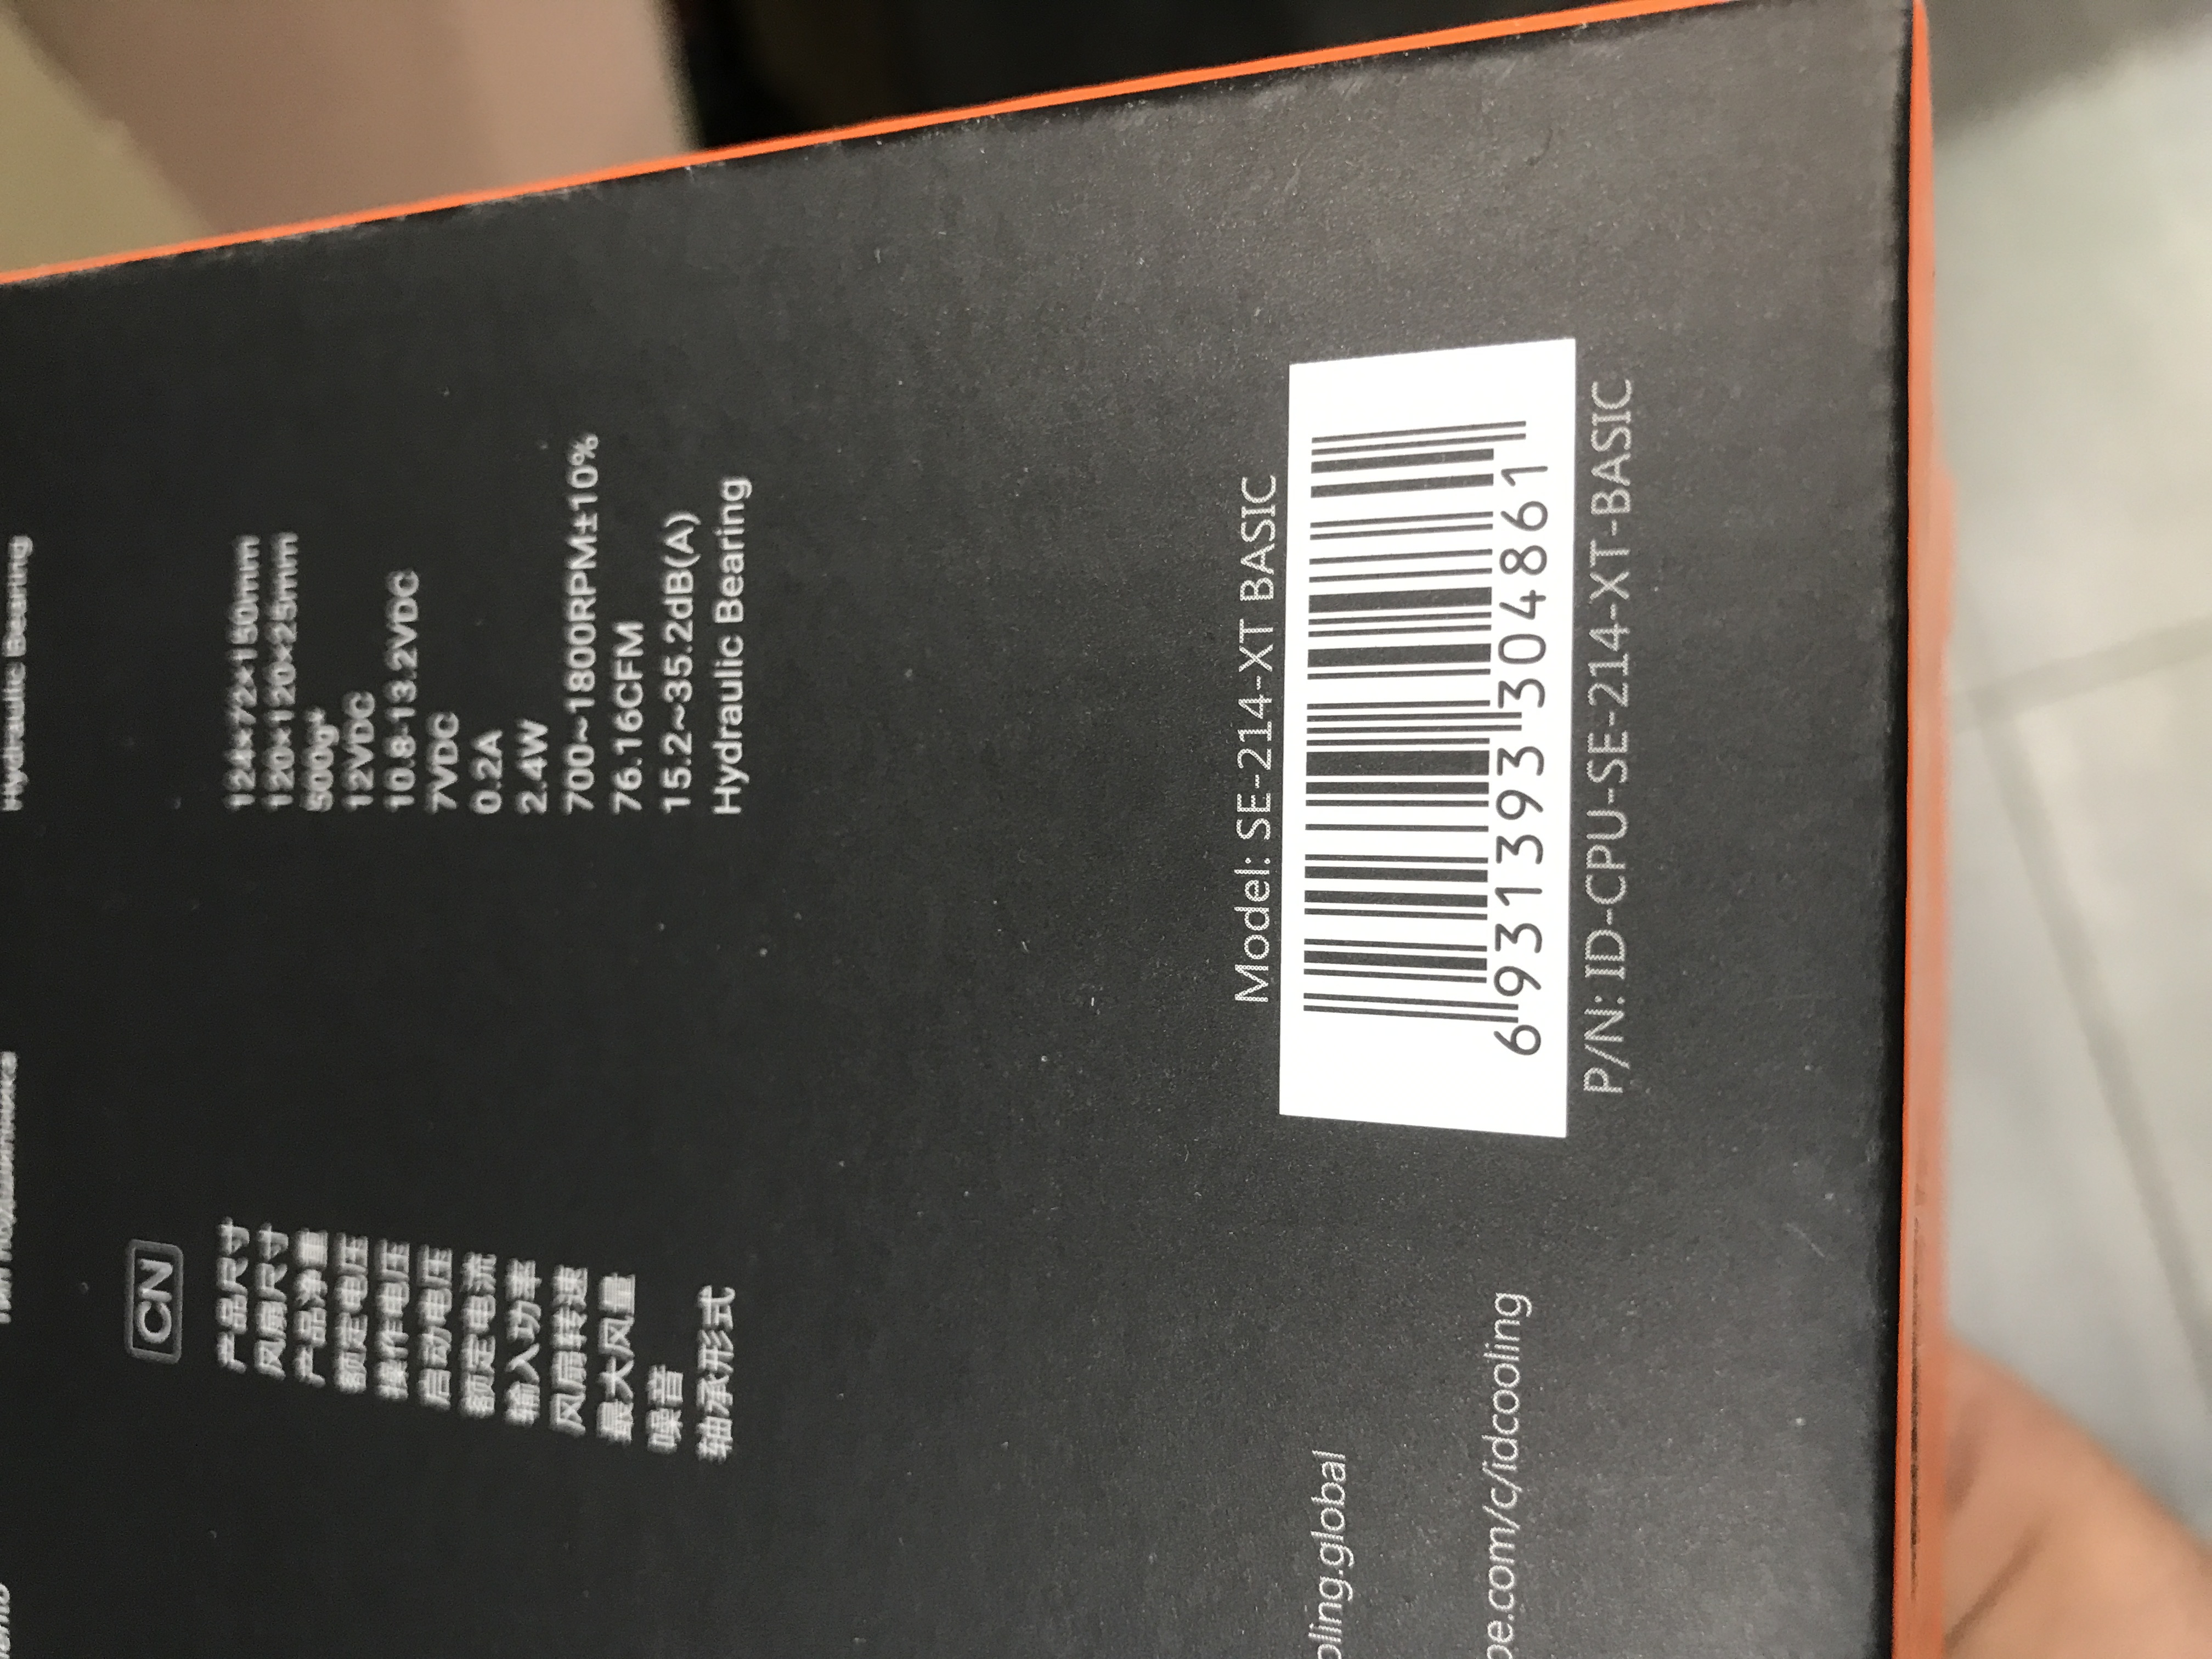 Hydraulic Bearing
CN
产品尺寸 124×72×150mm
风扇尺寸 120×120×25mm
产品净重 500g
额定电压 12VDC
操作电压 10.8-13.2VDC
启动电压 7VDC
额定电流 0.2A
输入功率 2.4W
风扇转速 700~1800RPM±10%
最大风量 76.16CFM
噪音 15.2~35.2dB(A)
轴承形式 Hydraulic Bearing
Model: SE-214-XT BASIC
6 931393 304861
P/N: ID-CPU-SE-214-XT-BASIC
oling.global
be.com/c/idcooling